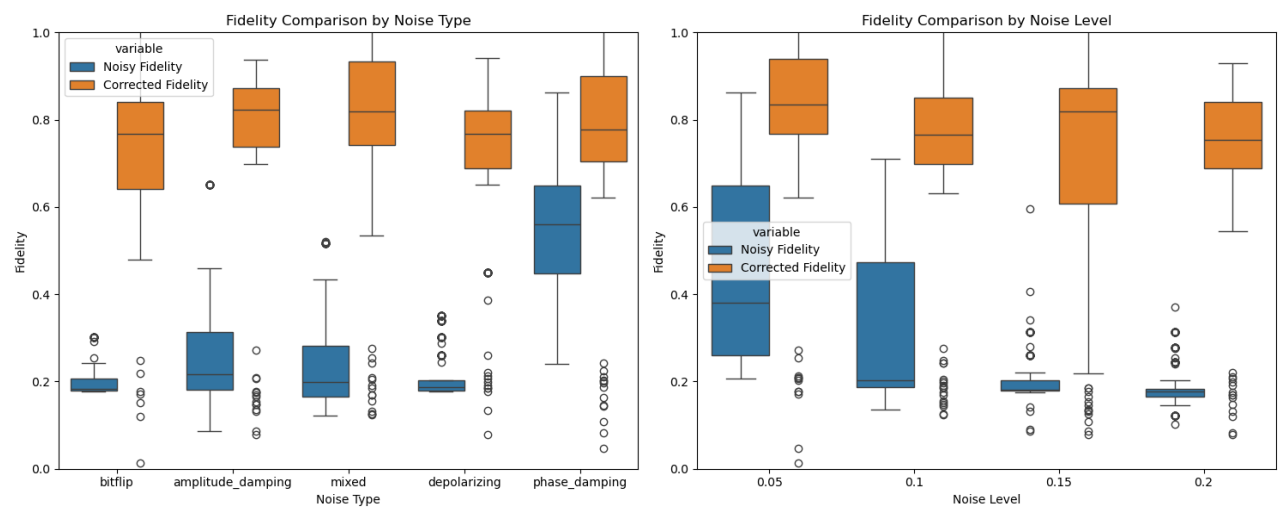 Fidelity Comparison by Noise Type
variable
Noisy Fidelity
Corrected Fidelity
Fidelity
1.0
0.8
0.6
0.4
0.2
0.0
bitflip amplitude_damping mixed depolarizing phase_damping
Noise Type
Fidelity Comparison by Noise Level
variable
Noisy Fidelity
Corrected Fidelity
Fidelity
1.0
0.8
0.6
0.4
0.2
0.0
0.05 0.1 0.15 0.2
Noise Level